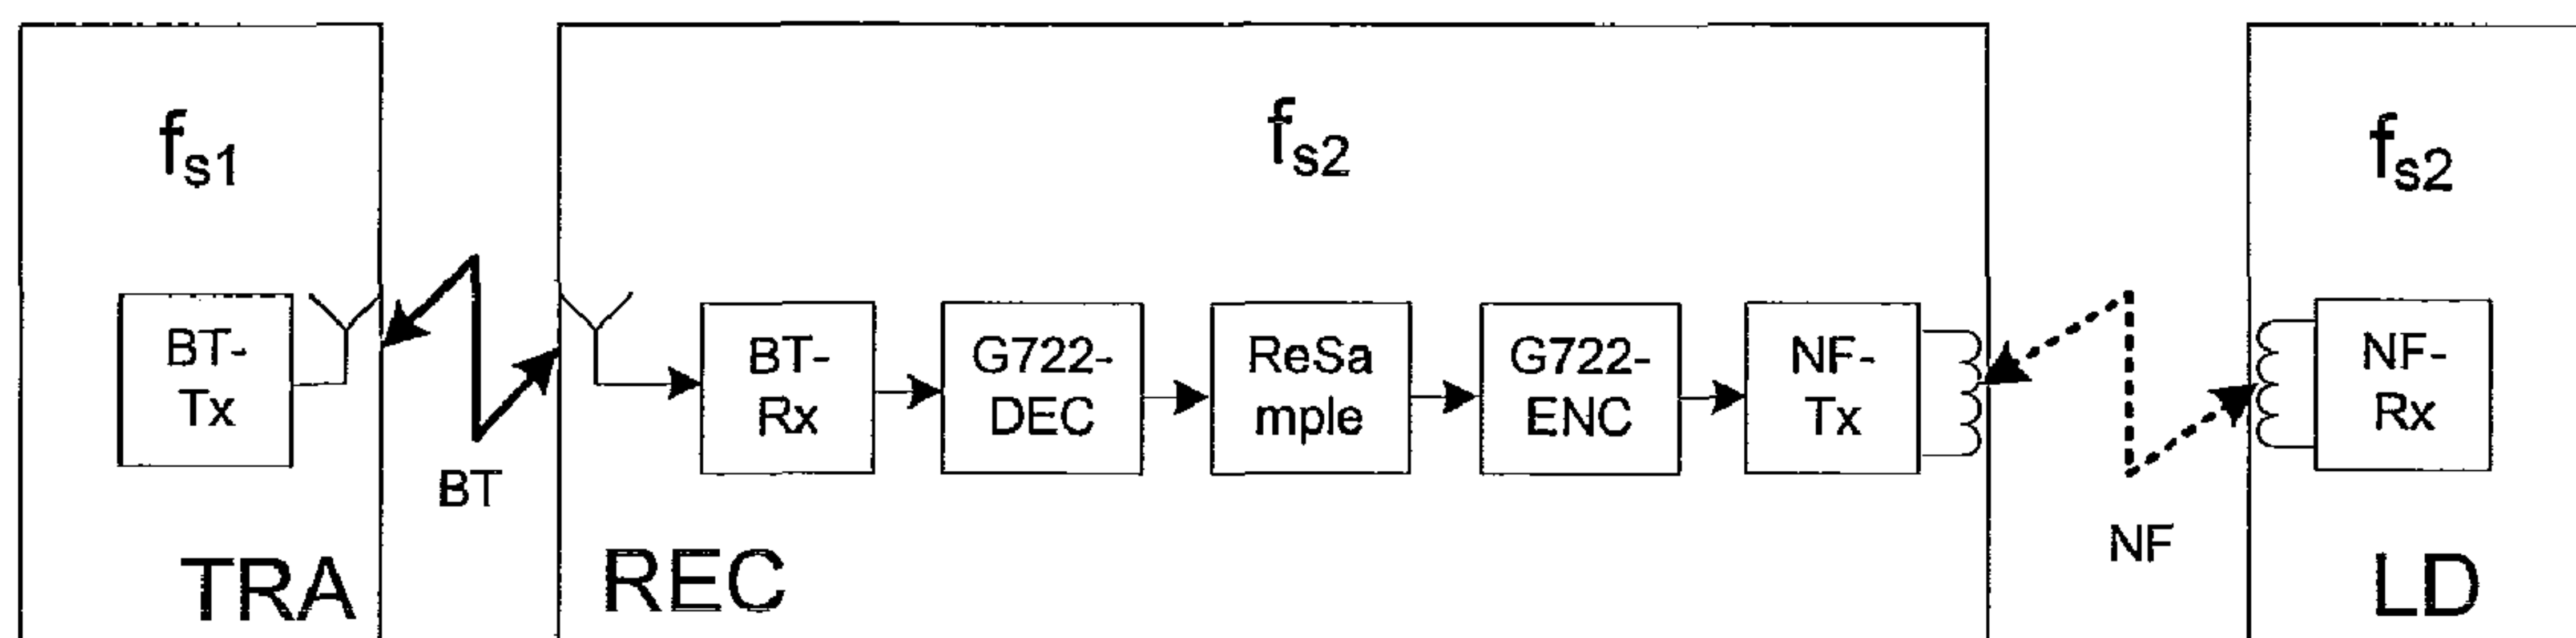 fs1
fs2
fs2
BT-
Tx
BT-
Rx
G722-
DEC
ReSa
mple
G722-
ENC
NF-
Tx
NF-
Rx
BT
NF
TRA
REC
LD